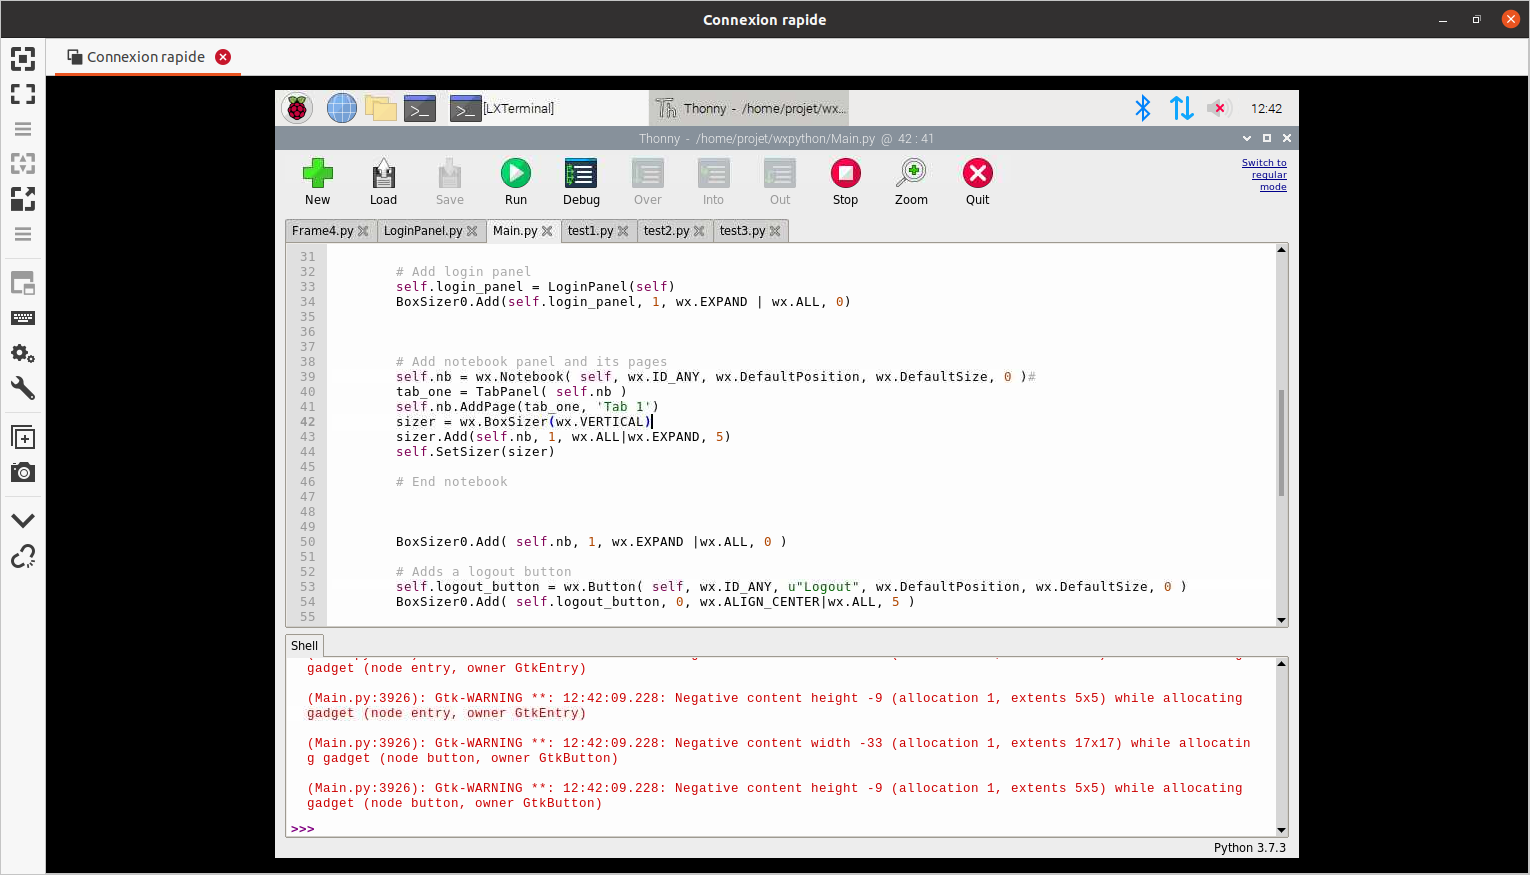 Connexion rapide
Connexion rapide
[LXTerminal]
Thonny - /home/projet/wx...
12:42
Thonny - /home/projet/wxpython/Main.py @ 42 : 41
New
Load
Save
Run
Debug
Over
Into
Out
Stop
Zoom
Quit
Switch to
regular
mode
Frame4.py
LoginPanel.py
Main.py
test1.py
test2.py
test3.py
31
32 # Add login panel
33 self.login_panel = LoginPanel(self)
34 BoxSizer0.Add(self.login_panel, 1, wx.EXPAND | wx.ALL, 0)
35
36
37
38 # Add notebook panel and its pages
39 self.nb = wx.Notebook( self, wx.ID_ANY, wx.DefaultPosition, wx.DefaultSize, 0 )#
40 tab_one = TabPanel( self.nb )
41 self.nb.AddPage(tab_one, 'Tab 1')
42 sizer = wx.BoxSizer(wx.VERTICAL)
43 sizer.Add(self.nb, 1, wx.ALL|wx.EXPAND, 5)
44 self.SetSizer(sizer)
45
46 # End notebook
47
48
49
50 BoxSizer0.Add( self.nb, 1, wx.EXPAND |wx.ALL, 0 )
51
52 # Adds a logout button
53 self.logout_button = wx.Button( self, wx.ID_ANY, u"Logout", wx.DefaultPosition, wx.DefaultSize, 0 )
54 BoxSizer0.Add( self.logout_button, 0, wx.ALIGN_CENTER|wx.ALL, 5 )
55
Shell
gadget (node entry, owner GtkEntry)
(Main.py:3926): Gtk-WARNING **: 12:42:09.228: Negative content height -9 (allocation 1, extents 5x5) while allocating
gadget (node entry, owner GtkEntry)
(Main.py:3926): Gtk-WARNING **: 12:42:09.228: Negative content width -33 (allocation 1, extents 17x17) while allocatin
g gadget (node button, owner GtkButton)
(Main.py:3926): Gtk-WARNING **: 12:42:09.228: Negative content height -9 (allocation 1, extents 5x5) while allocating
gadget (node button, owner GtkButton)
>>>
Python 3.7.3